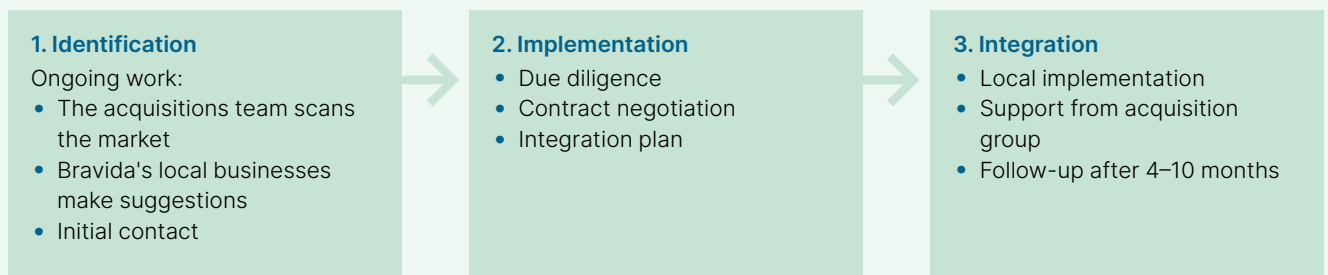 1. Identification
Ongoing work:
• The acquisitions team scans
the market
• Bravida's local businesses
make suggestions
• Initial contact
2. Implementation
• Due diligence
• Contract negotiation
• Integration plan
3. Integration
• Local implementation
• Support from acquisition
group
• Follow-up after 4–10 months